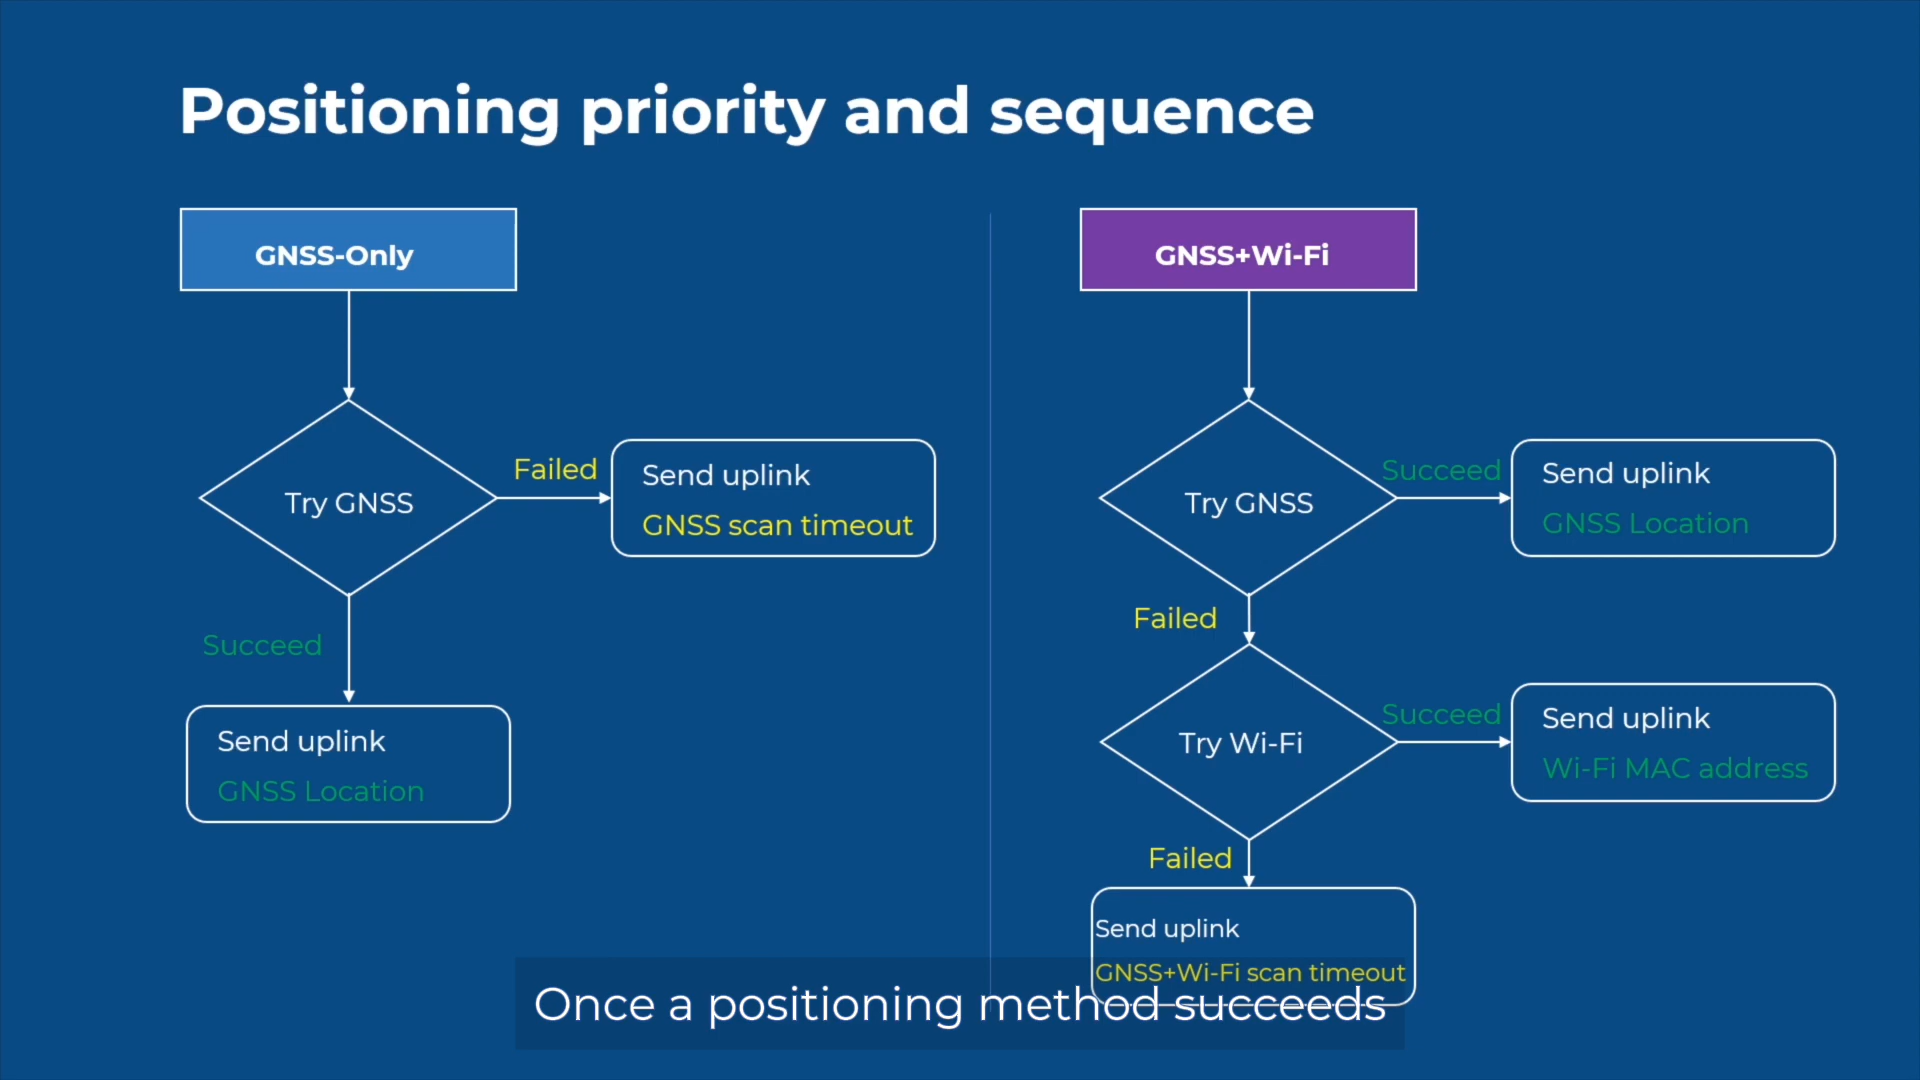 Positioning priority and sequence
GNSS-Only
Try GNSS
Failed
Send uplink
GNSS scan timeout
Succeed
Send uplink
GNSS Location
GNSS+Wi-Fi
Try GNSS
Succeed
Send uplink
GNSS Location
Failed
Try Wi-Fi
Succeed
Send uplink
Wi-Fi MAC address
Failed
Send uplink
GNSS+Wi-Fi scan timeout
Once a positioning method succeeds